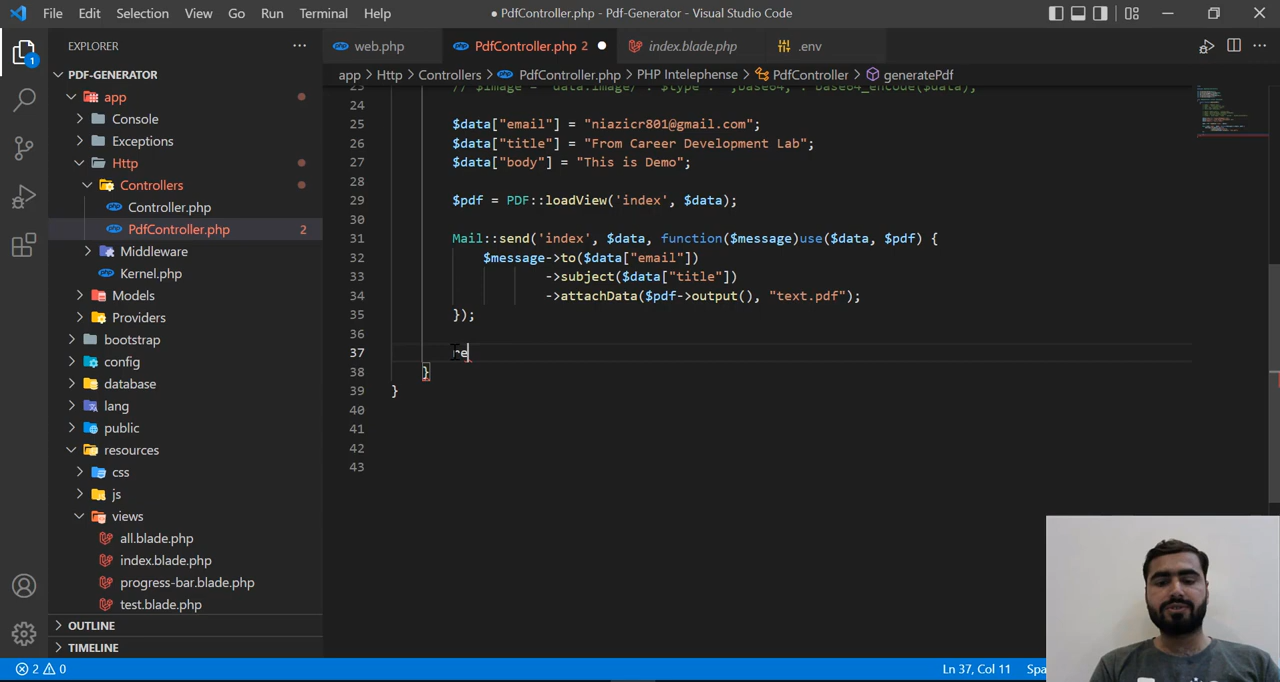 File Edit Selection View Go Run Terminal Help
● PdfController.php - Pdf-Generator - Visual Studio Code
EXPLORER
web.php
PdfController.php 2
index.blade.php
.env
1
PDF-GENERATOR
app > Http > Controllers > PdfController.php > PHP Intelephense > PdfController > generatePdf
app
Console
Exceptions
Http
Controllers
Controller.php
PdfController.php 2
Middleware
Kernel.php
Models
Providers
bootstrap
config
database
lang
public
resources
css
js
views
all.blade.php
index.blade.php
progress-bar.blade.php
test.blade.php
OUTLINE
TIMELINE
24
25 $data["email"] = "niazicr801@gmail.com";
26 $data["title"] = "From Career Development Lab";
27 $data["body"] = "This is Demo";
28
29 $pdf = PDF::loadView('index', $data);
30
31 Mail::send('index', $data, function($message)use($data, $pdf) {
32 $message->to($data["email"])
33 ->subject($data["title"])
34 ->attachData($pdf->output(), "text.pdf");
35 });
36
37 re
38 }
39 }
40
41
42
43
2 0
Ln 37, Col 11